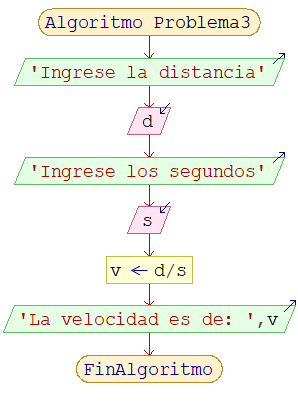 Algoritmo Problema3
'Ingrese la distancia'
d
'Ingrese los segundos'
s
v ← d/s
'La velocidad es de: ',v
FinAlgoritmo